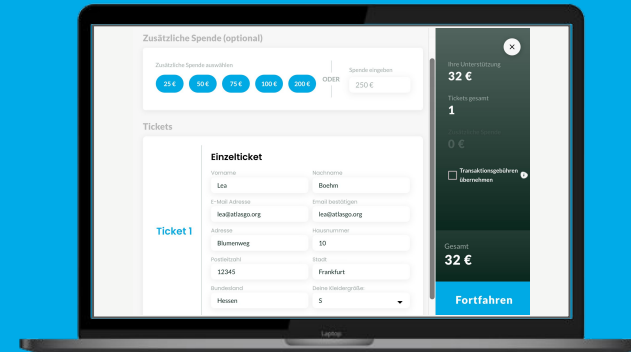 Zusätzliche Spende (optional)
Zusätzliche Spende auswählen
25 €
50 €
75 €
100 €
200 €
ODER
Spende eingeben
250 €
Tickets
Ticket 1
Einzelticket
Vorname
Nachname
Lea
Boehm
E-Mail Adresse
Email bestätigen
lea@atlasgo.org
lea@atlasgo.org
Adresse
Hausnummer
Blumenweg
10
Postleitzahl
Stadt
12345
Frankfurt
Bundesland
Deine Kleidergröße:
Hessen
S
Ihre Unterstützung
32 €
Tickets gesamt
1
0 €
Transaktionsgebühren
übernehmen
Gesamt
32 €
Fortfahren
Laptop